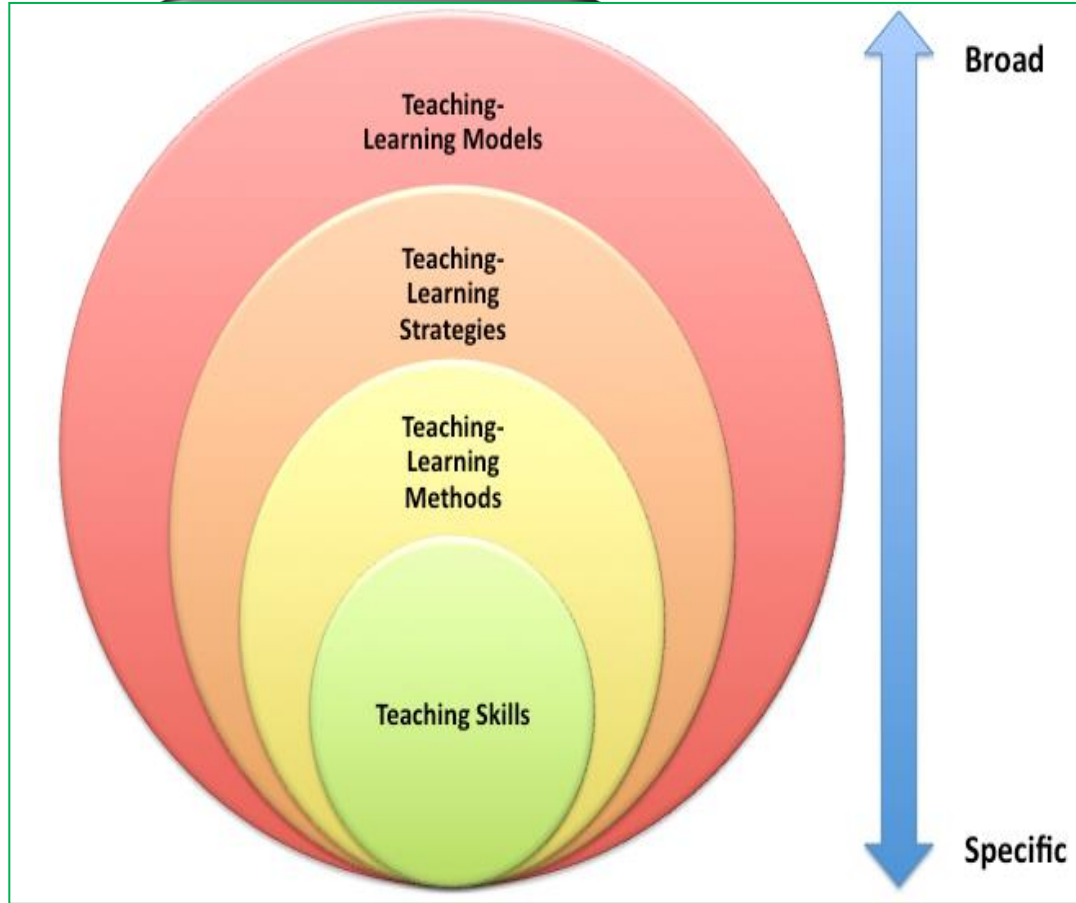 Teaching-
Learning Models
Teaching-
Learning
Strategies
Teaching-
Learning
Methods
Teaching Skills
Broad
Specific